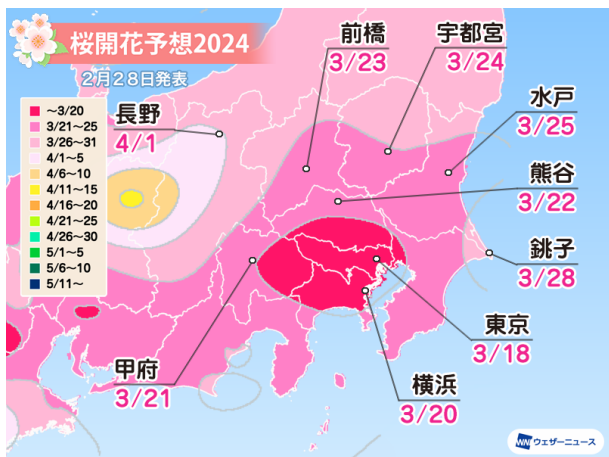 桜開花予想2024
2月28日発表
~3/20
3/21~25
3/26~31
4/1~5
4/6~10
4/11~15
4/16~20
4/21~25
4/26~30
5/1~5
5/6~10
5/11~
前橋
3/23
宇都宮
3/24
長野
4/1
水戸
3/25
熊谷
3/22
銚子
3/28
東京
3/18
甲府
3/21
横浜
3/20
WN ウェザーニュース